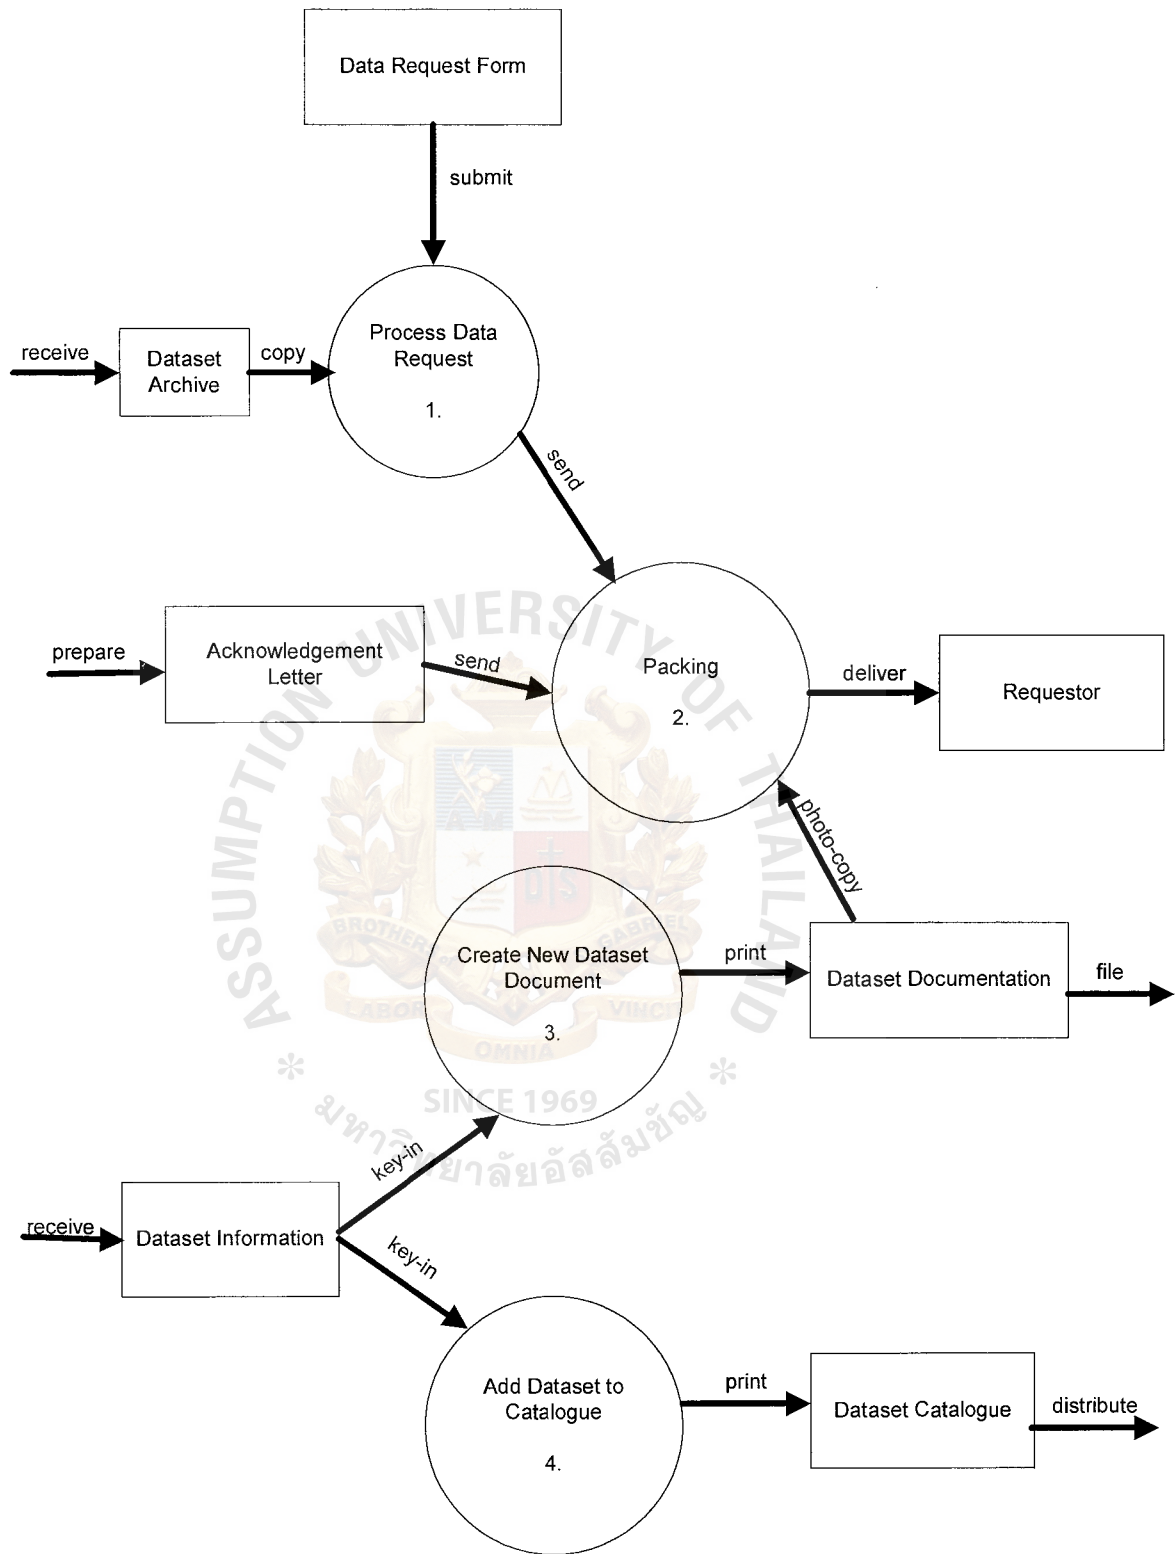 Data Request Form
submit
Process Data
Request
1.
receive
Dataset
Archive
copy
send
prepare
Acknowledgement
Letter
send
Packing
2.
deliver
Requestor
photo-copy
Create New Dataset
Document
3.
print
Dataset Documentation
file
key-in
receive
Dataset Information
key-in
Add Dataset to
Catalogue
4.
print
Dataset Catalogue
distribute
ASSUMPTION UNIVERSITY OF THAILAND
A M
DS
BROTHERS
GABRIEL
LABOR
VINCIT
OMNIA
SINCE 1969
มหาวิทยาลัยอัสสัมชัญ